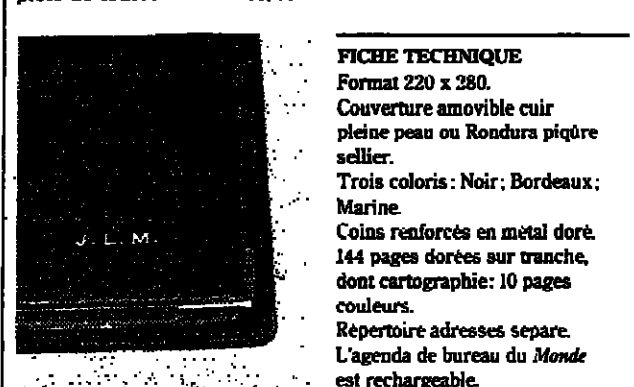 J. L. M.
FICHE TECHNIQUE
Format 220 x 280.
Couverture amovible cuir
pleine peau ou Rondura piqûre
sellier.
Trois coloris : Noir ; Bordeaux ;
Marine.
Coins renforcés en métal doré.
144 pages dorées sur tranche,
dont cartographie: 10 pages
couleurs.
Répertoire adresses séparé.
L'agenda de bureau du Monde
est rechargeable.